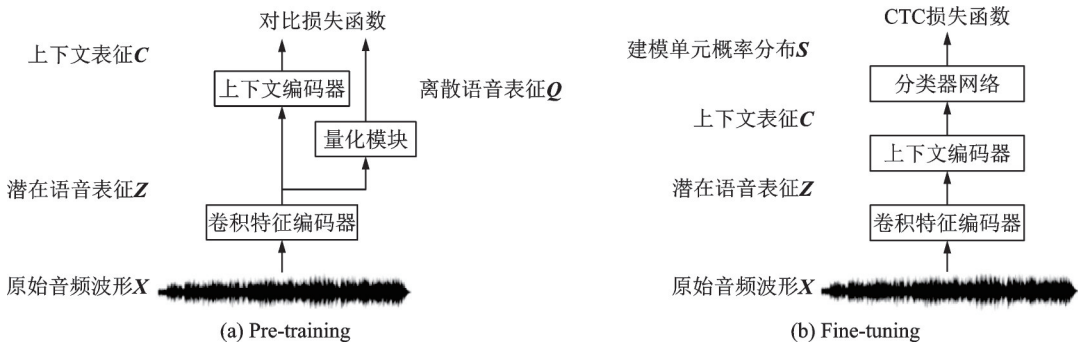 对比损失函数
上下文表征C
上下文编码器
离散语音表征Q
量化模块
潜在语音表征Z
卷积特征编码器
原始音频波形X
(a) Pre-training
CTC损失函数
建模单元概率分布S
分类器网络
上下文表征C
上下文编码器
潜在语音表征Z
卷积特征编码器
原始音频波形X
(b) Fine-tuning